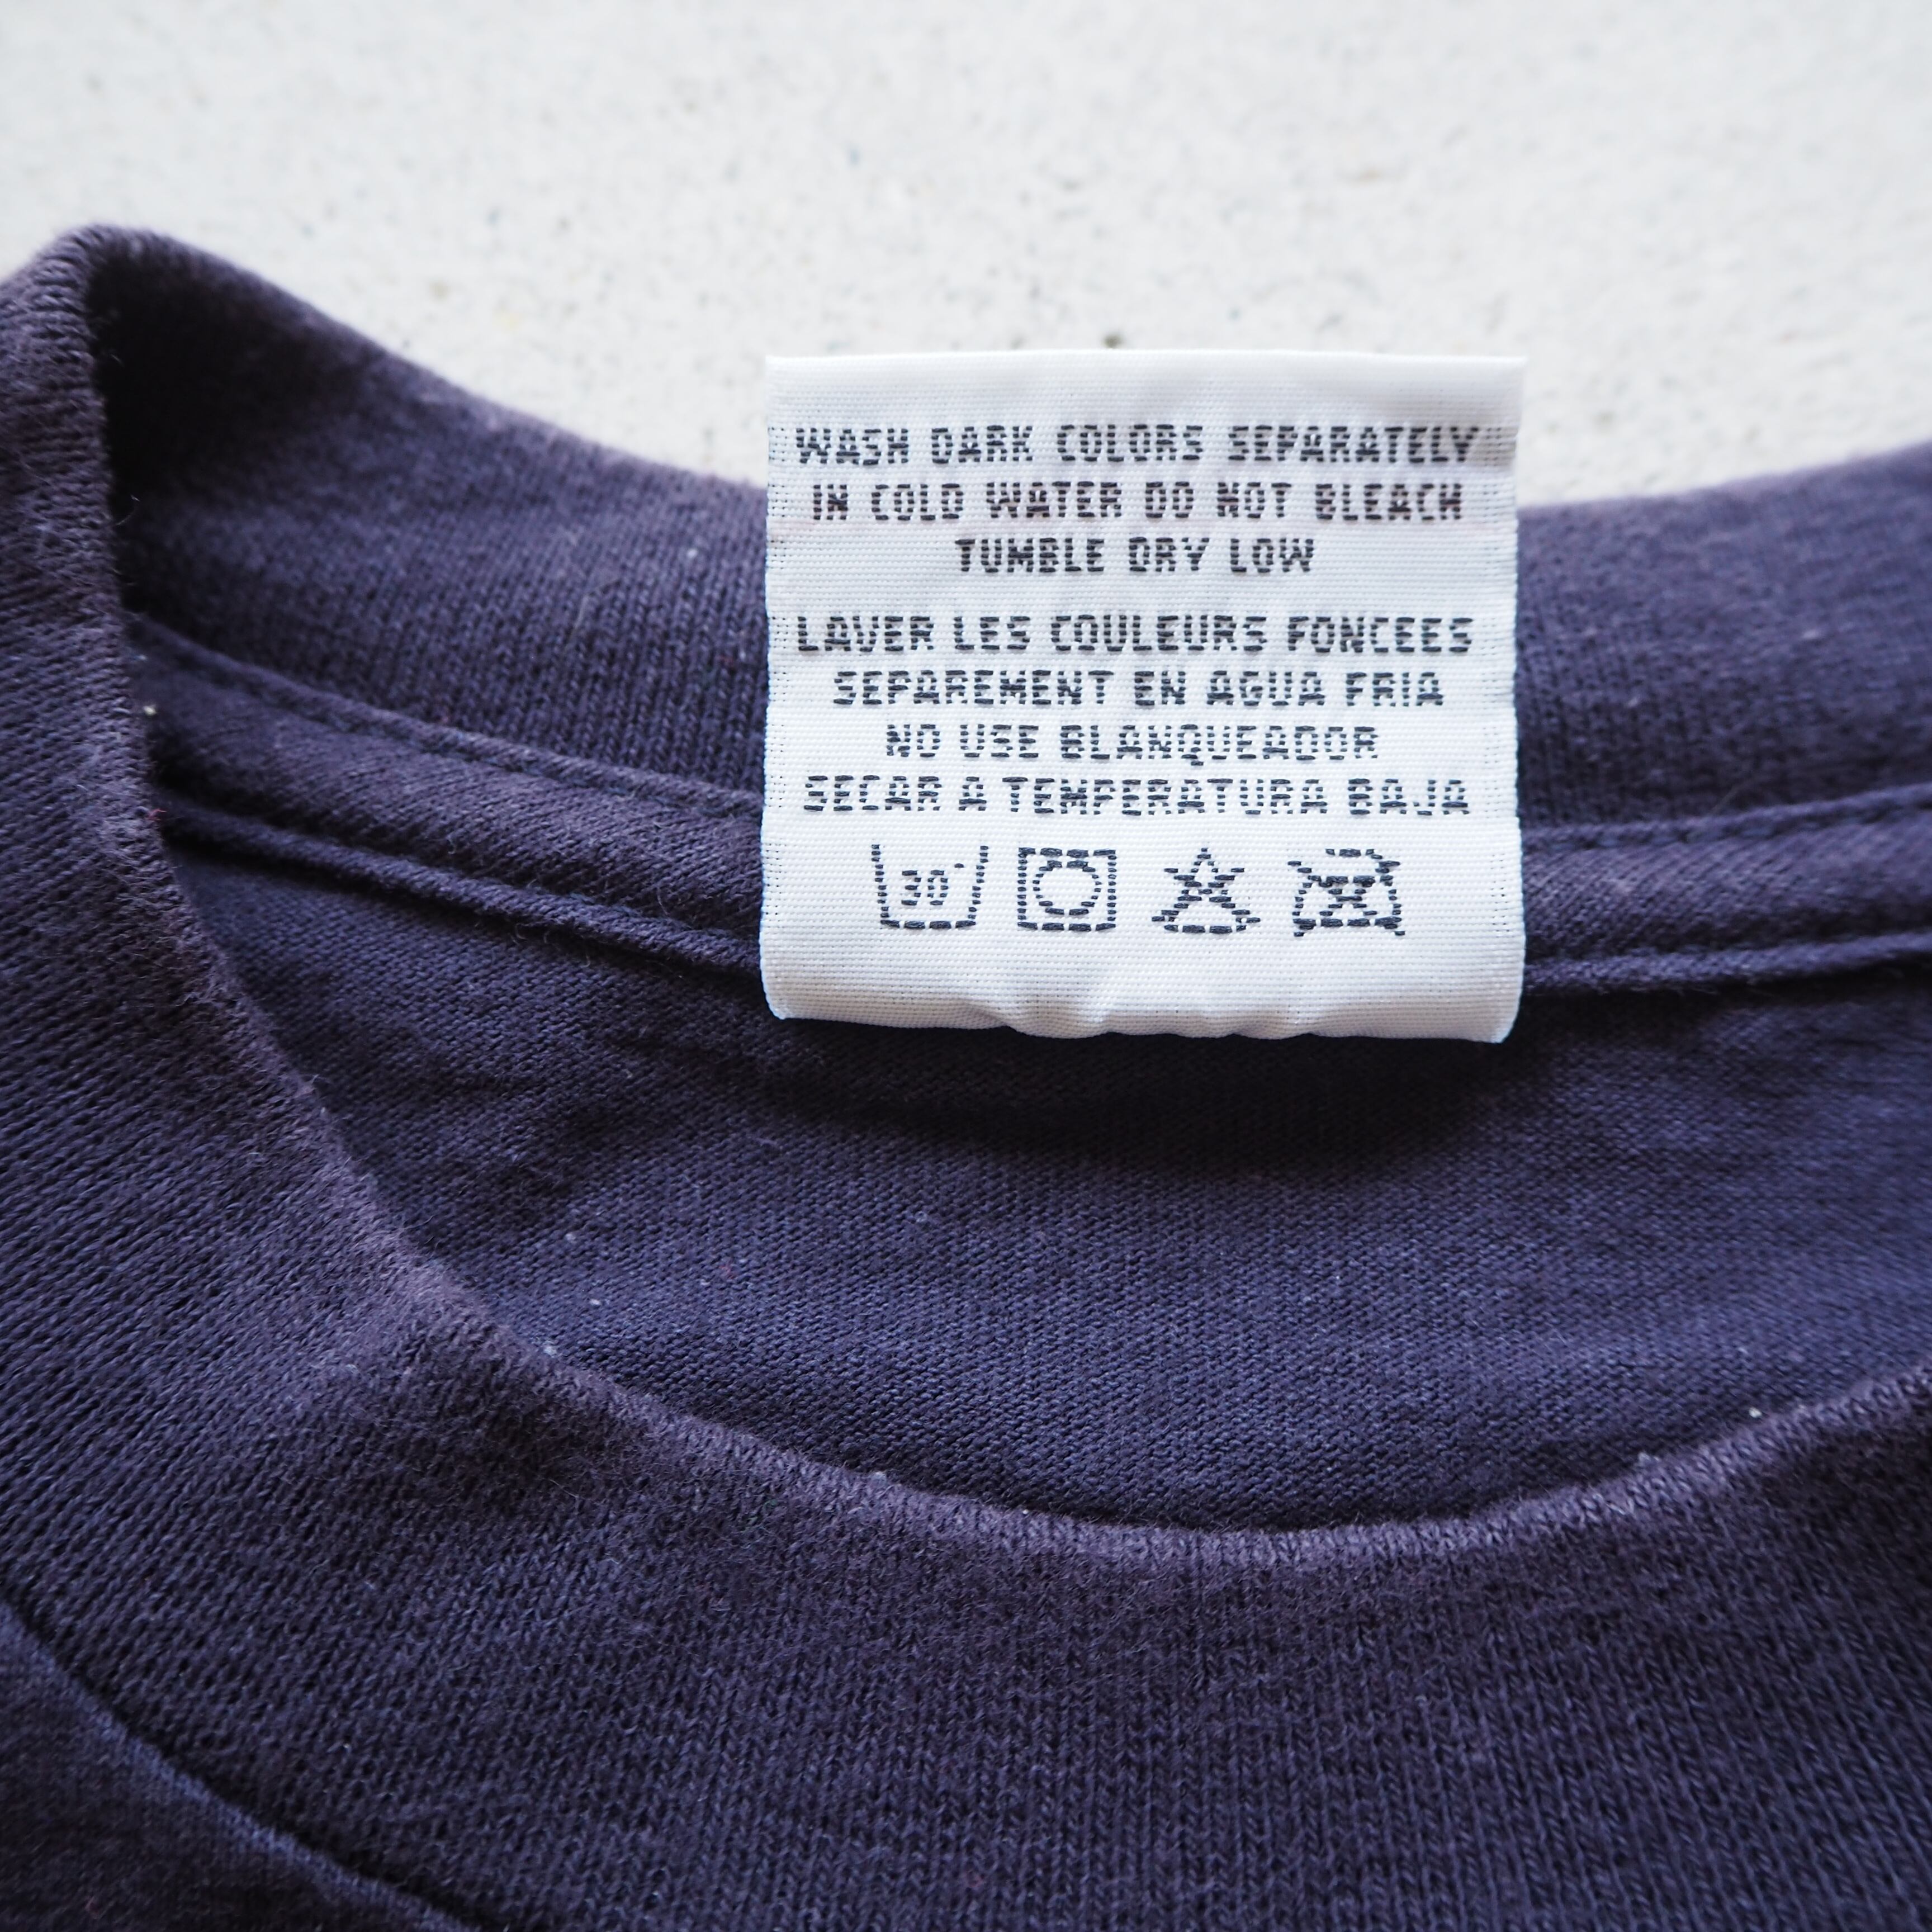 WASH DARK COLORS SEPARATELY
IN COLD WATER DO NOT BLEACH
TUMBLE DRY LOW
LAVER LES COULEURS FONCEES
SEPAREMENT EN AGUA FRIA
NO USE BLANQUEADOR
SECAR A TEMPERATURA BAJA
30°